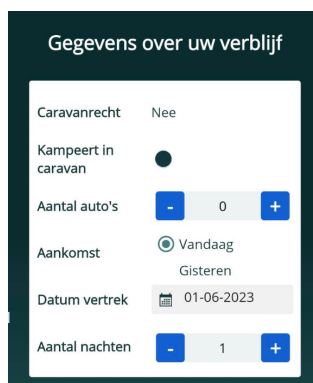 Gegevens over uw verblijf
Caravanrecht Nee
Kampeert in
caravan
Aantal auto's - 0 +
Aankomst Vandaag
Gisteren
Datum vertrek 01-06-2023
Aantal nachten - 1 +